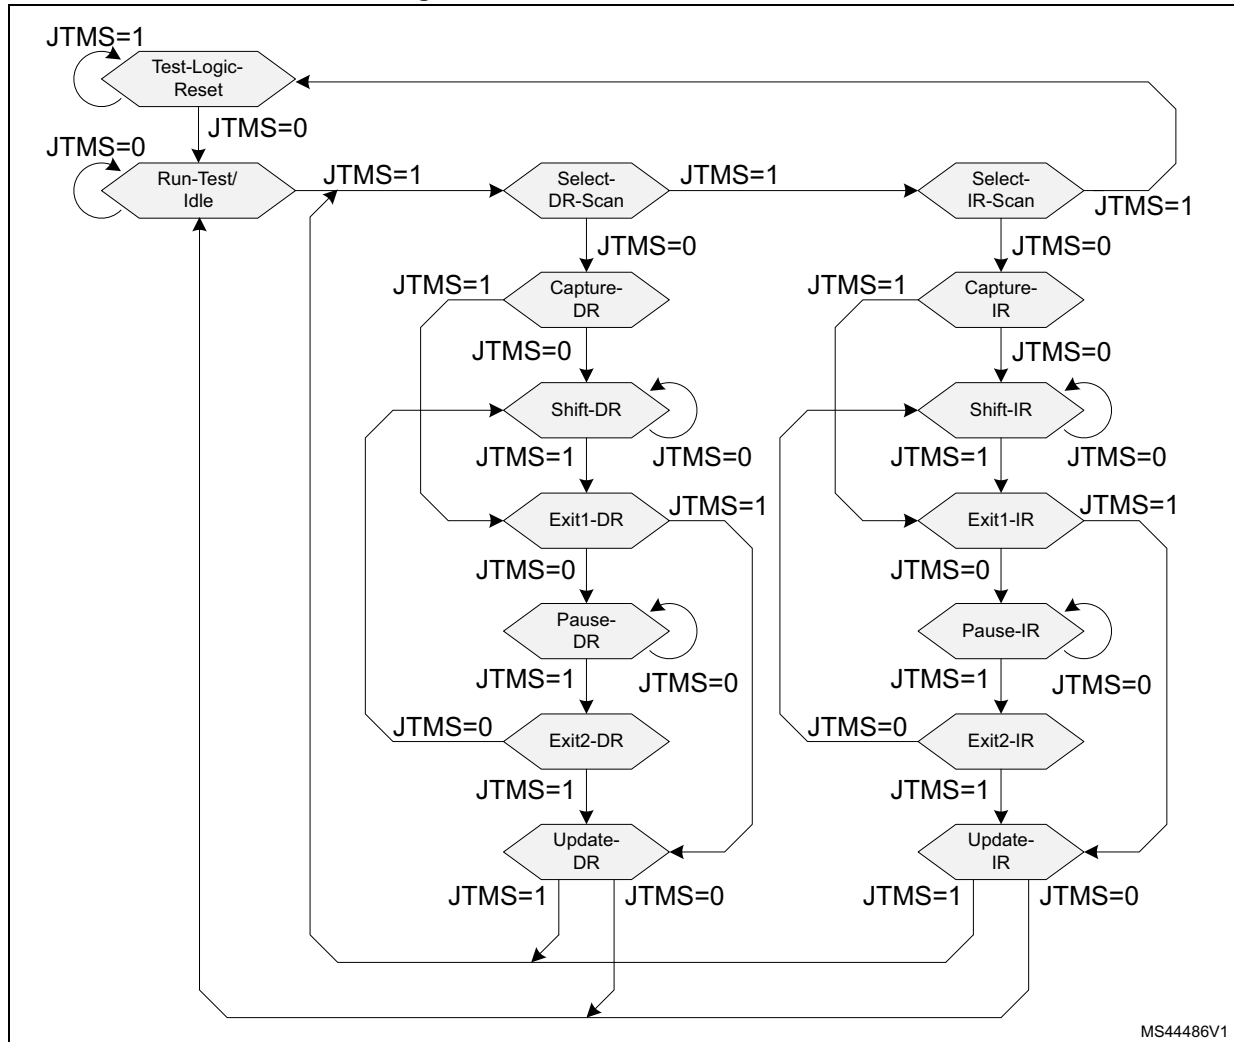 JTMS=1
Test-Logic-
Reset
JTMS=0
JTMS=0
Run-Test/
Idle
JTMS=1
Select-
DR-Scan
JTMS=1
Select-
IR-Scan
JTMS=1
JTMS=0
JTMS=0
JTMS=1
Capture-
DR
JTMS=1
Capture-
IR
JTMS=0
JTMS=0
Shift-DR
Shift-IR
JTMS=1
JTMS=0
JTMS=1
JTMS=0
Exit1-DR
JTMS=1
Exit1-IR
JTMS=1
JTMS=0
JTMS=0
Pause-
DR
Pause-IR
JTMS=1
JTMS=0
JTMS=1
JTMS=0
JTMS=0
Exit2-DR
JTMS=0
Exit2-IR
JTMS=1
JTMS=1
Update-
DR
Update-
IR
JTMS=1
JTMS=0
JTMS=1
JTMS=0
MS44486V1